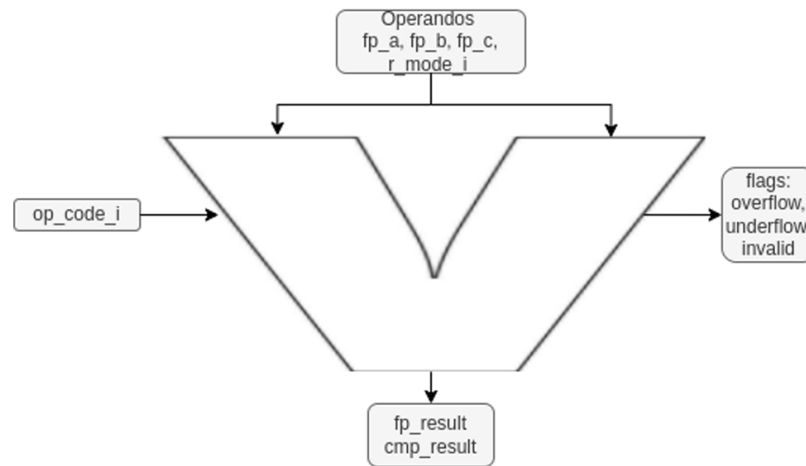 Operandos
fp_a, fp_b, fp_c,
r_mode_i
op_code_i
flags:
overflow,
underflow
invalid
fp_result
cmp_result